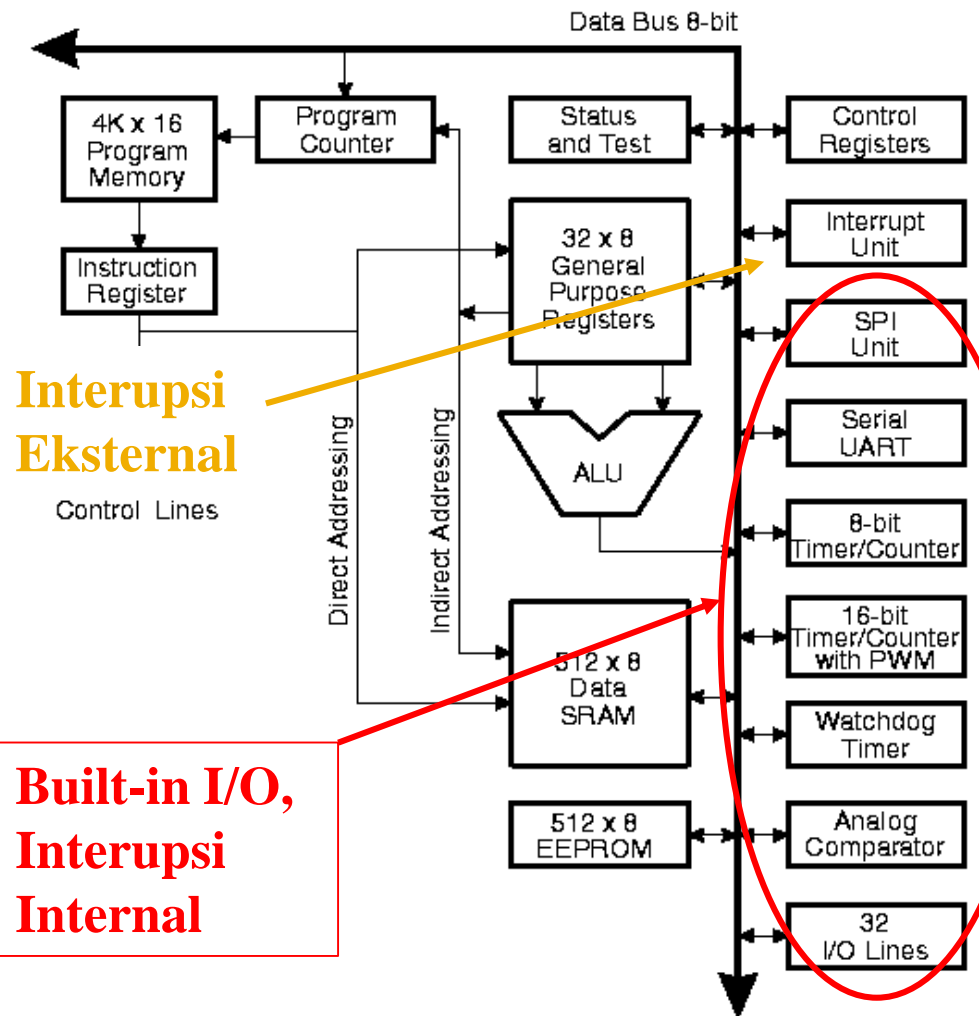 Data Bus 8-bit
4K x 16
Program
Memory
Program
Counter
Status
and Test
Control
Registers
Instruction
Register
32 x 8
General
Purpose
Registers
Interrupt
Unit
SPI
Unit
Interupsi
Eksternal
Control Lines
Direct Addressing
Indirect Addressing
ALU
Serial
UART
8-bit
Timer/Counter
16-bit
Timer/Counter
with PWM
512 x 8
Data
SRAM
Watchdog
Timer
Built-in I/O,
Interupsi
Internal
512 x 8
EEPROM
Analog
Comparator
32
I/O Lines